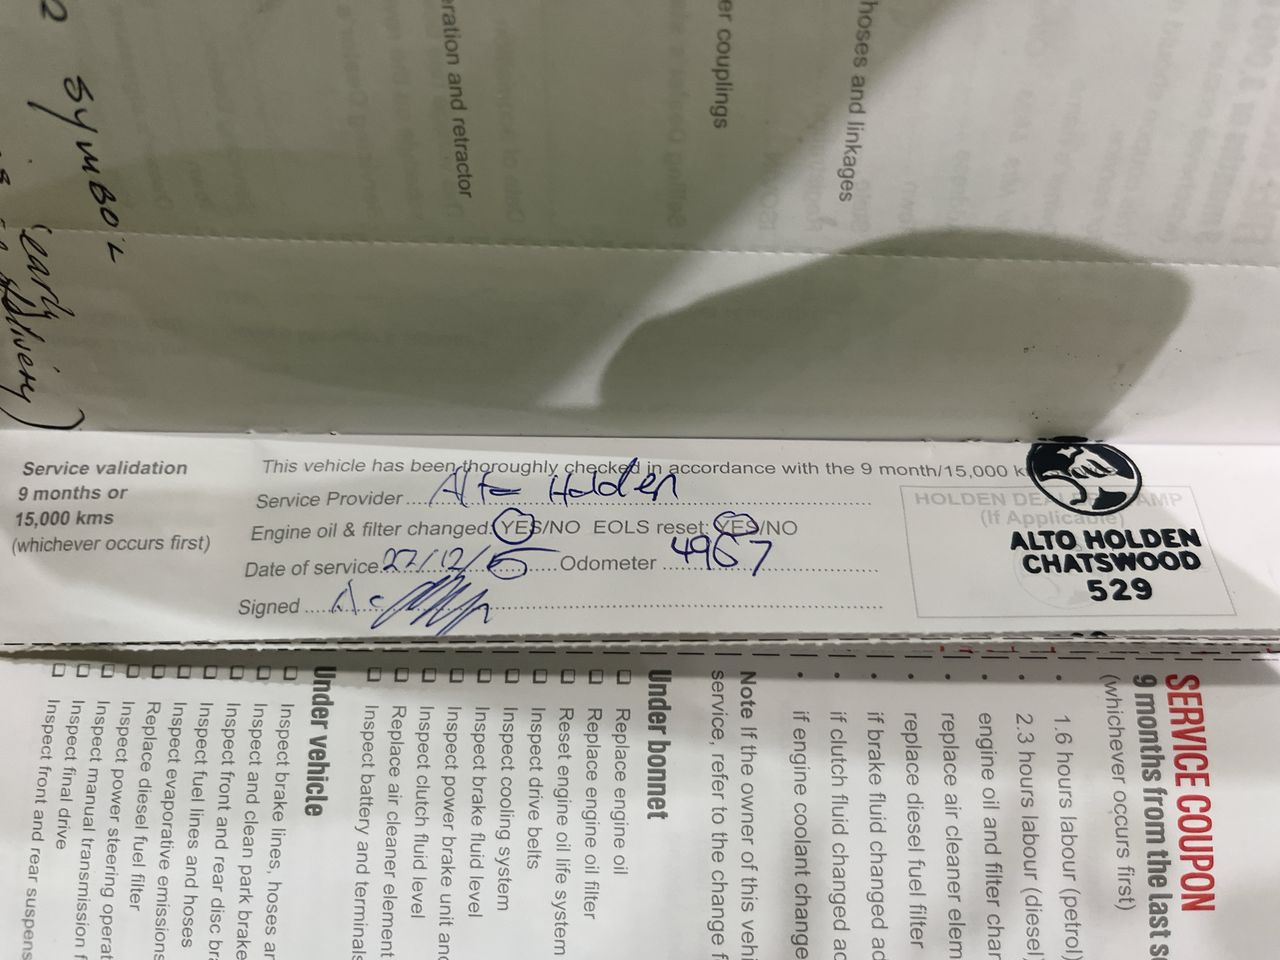 SYMBOL
(early
delivery)
eration and retractor
er couplings
hoses and linkages
Service validation
9 months or
15,000 kms
(whichever occurs first)
This vehicle has been thoroughly checked in accordance with the 9 month/15,000 k
Service Provider Alto Holden
Engine oil & filter changed: YES/NO EOLS reset: YES/NO
Date of service Odometer 4967
Signed
HOLDEN DEALER STAMP
(If Applicable)
ALTO HOLDEN
CHATSWOOD
529
SERVICE COUPON
9 months from the last se
(whichever occurs first)
• 1.6 hours labour (petrol)
• 2.3 hours labour (diesel)
• engine oil and filter chan
• replace air cleaner elem
• replace diesel fuel filter
• if brake fluid changed ad
• if clutch fluid changed ad
• if engine coolant change
Note If the owner of this vehi
service, refer to the change f
Under bonnet
Replace engine oil
Replace engine oil filter
Reset engine oil life system
Inspect drive belts
Inspect cooling system
Inspect brake fluid level
Inspect power brake unit and
Inspect clutch fluid level
Replace air cleaner element
Inspect battery and terminals
Under vehicle
Inspect brake lines, hoses an
Inspect and clean park brake
Inspect front and rear disc bra
Inspect fuel lines and hoses
Inspect evaporative emissions
Replace diesel fuel filter
Inspect power steering operat
Inspect manual transmission f
Inspect final drive
Inspect front and rear suspens